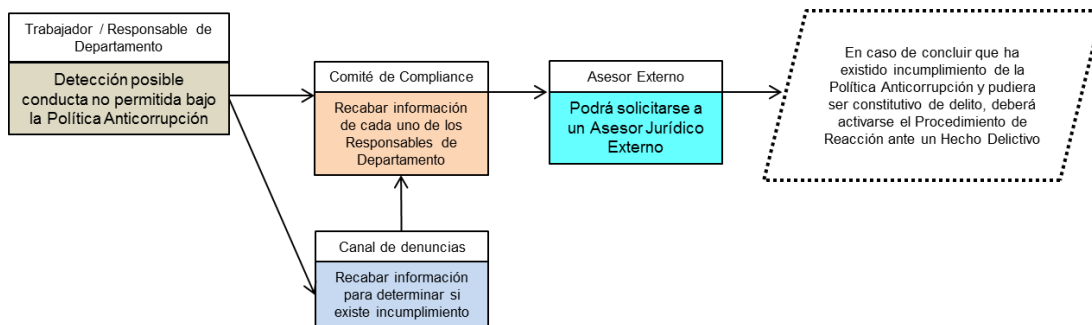 Trabajador / Responsable de
Departamento
Detección posible
conducta no permitida bajo
la Política Anticorrupción
Comité de Compliance
Recabar información
de cada uno de los
Responsables de
Departamento
Asesor Externo
Podrá solicitarse a
un Asesor Jurídico
Externo
En caso de concluir que ha
existido incumplimiento de la
Política Anticorrupción y pudiera
ser constitutivo de delito, deberá
activarse el Procedimiento de
Reacción ante un Hecho Delictivo
Canal de denuncias
Recabar información
para determinar si
existe incumplimiento